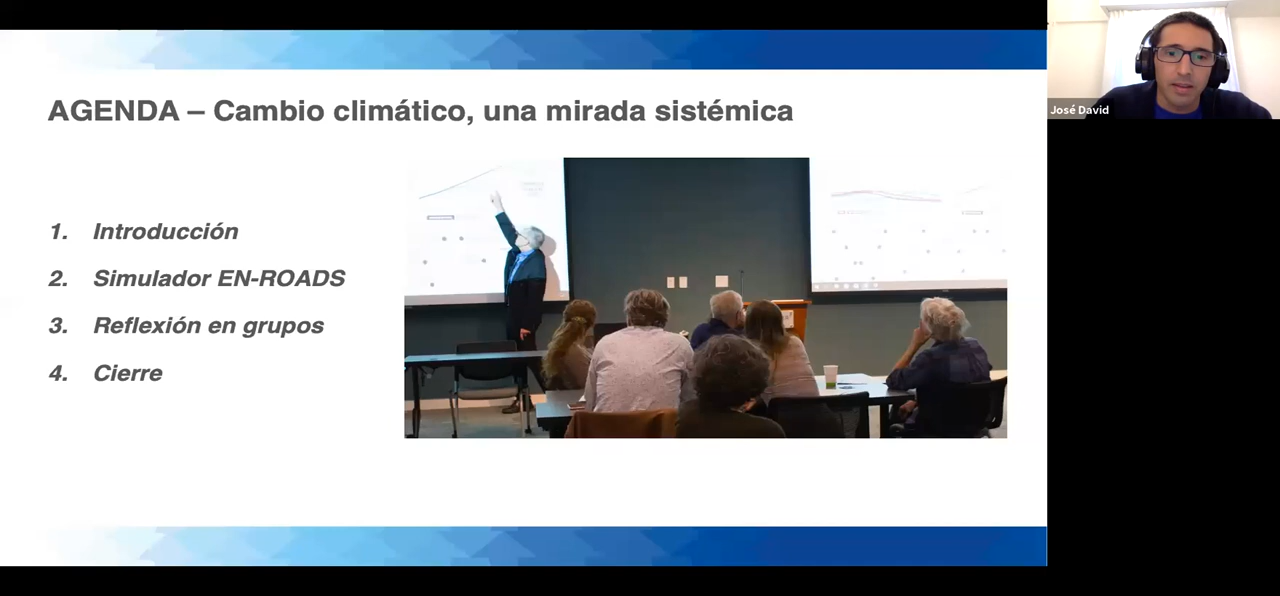 AGENDA – Cambio climático, una mirada sistémica
1. Introducción
2. Simulador EN-ROADS
3. Reflexión en grupos
4. Cierre
José David